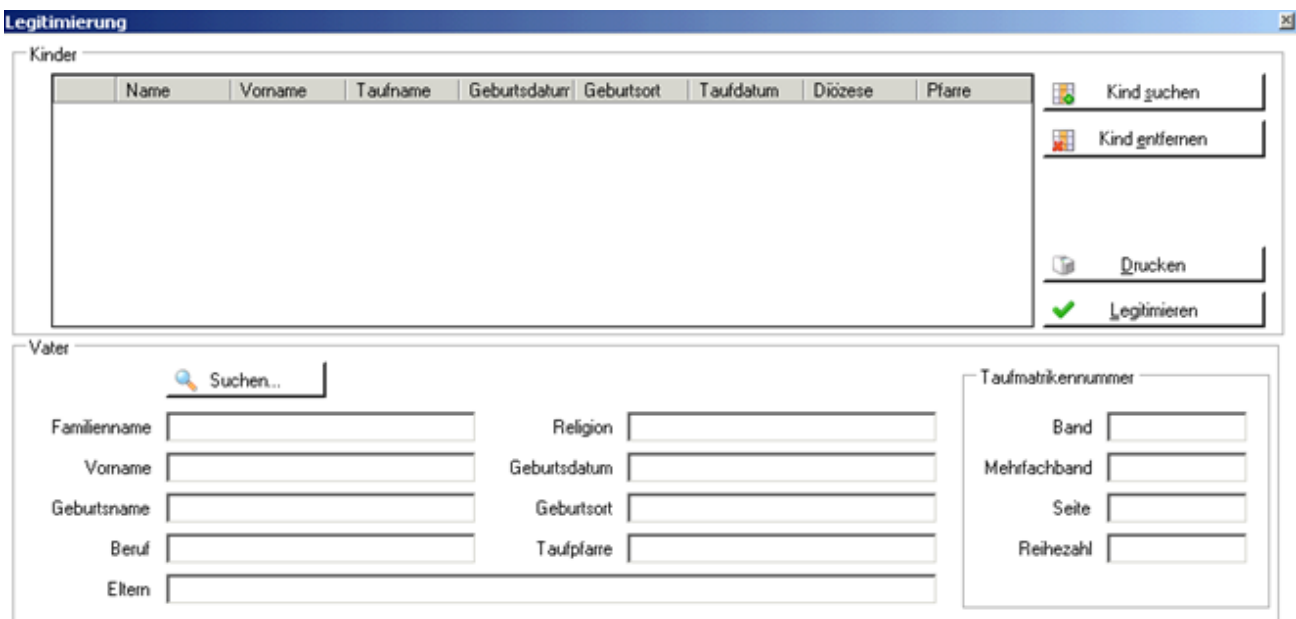 Legitimierung
Kinder
Name Vorname Taufname Geburtsdatum Geburtsort Taufdatum Diözese Pfarre
Kind suchen
Kind entfernen
Drucken
Legitimieren
Vater
Suchen...
Taufmatrikennummer
Familienname Religion Band
Vorname Geburtsdatum Mehrfachband
Geburtsname Geburtsort Seite
Beruf Taufpfarre Reihezahl
Eltern